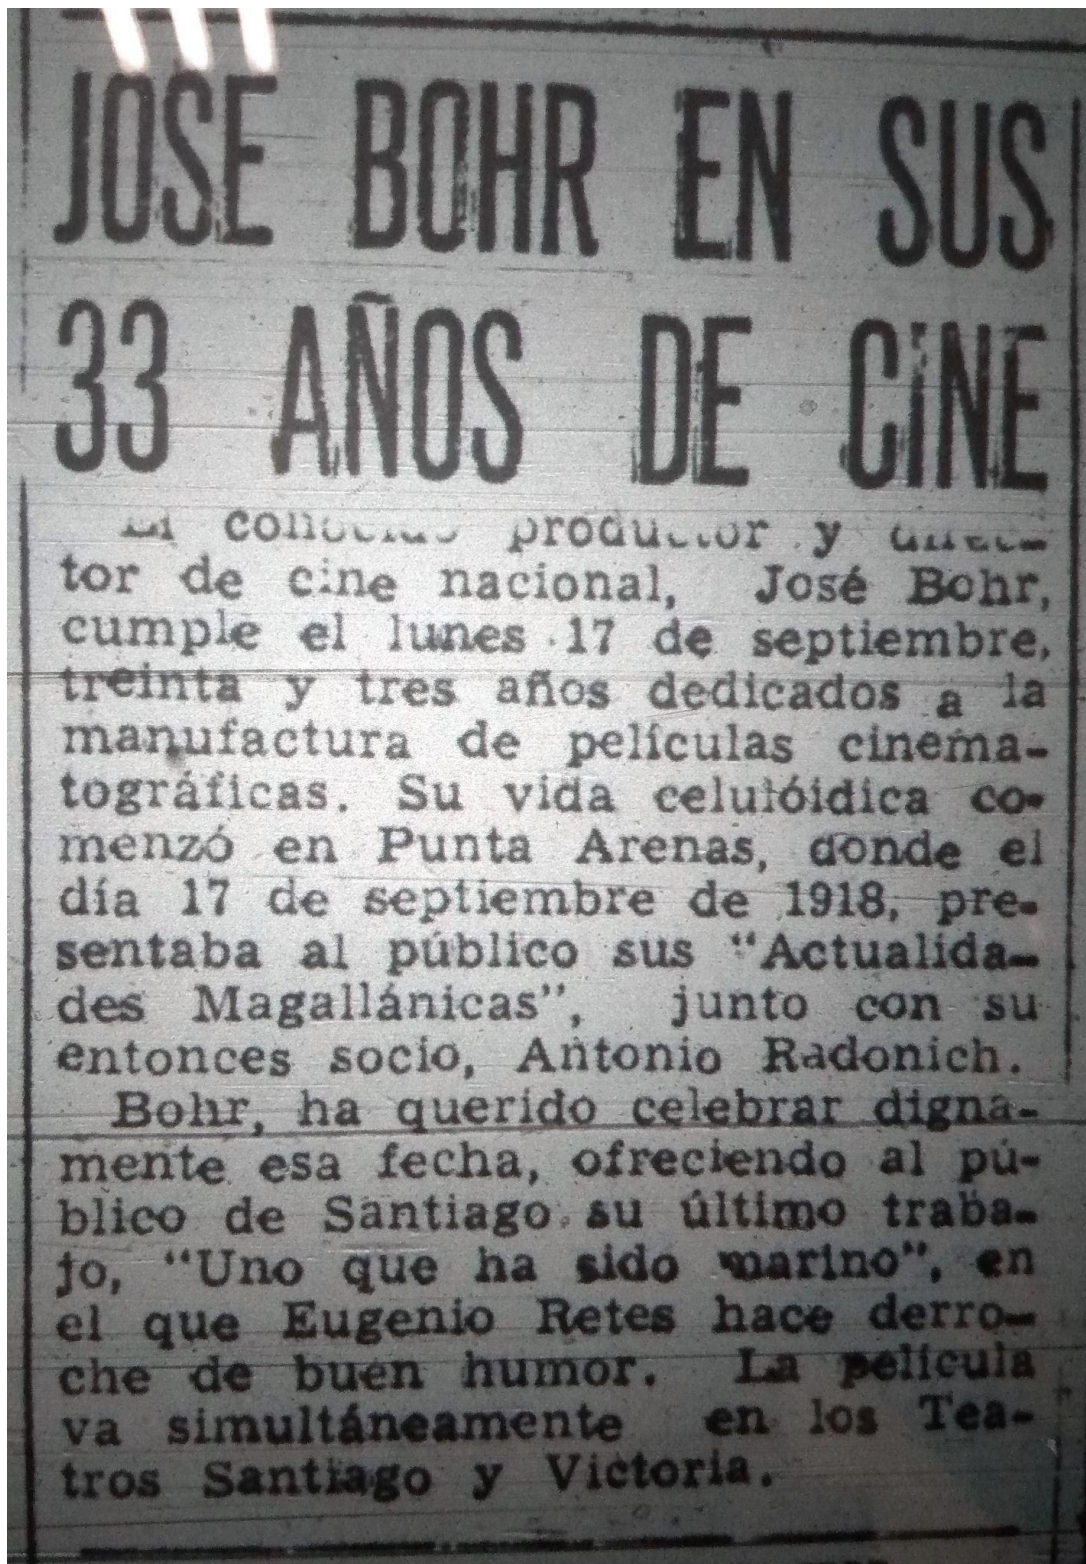 JOSE BOHR EN SUS
33 AÑOS DE CINE
El conocido productor y direc-
tor de cine nacional, José Bohr,
cumple el lunes 17 de septiembre,
treinta y tres años dedicados a la
manufactura de películas cinema-
tográficas. Su vida celulóidica co-
menzó en Punta Arenas, donde el
día 17 de septiembre de 1918, pre-
sentaba al público sus "Actualida-
des Magallánicas", junto con su
entonces socio, Antonio Radonich.
Bohr, ha querido celebrar digna-
mente esa fecha, ofreciendo al pú-
blico de Santiago su último traba-
jo, "Uno que ha sido marino", en
el que Eugenio Retes hace derro-
che de buen humor. La película
va simultáneamente en los Tea-
tros Santiago y Victoria.